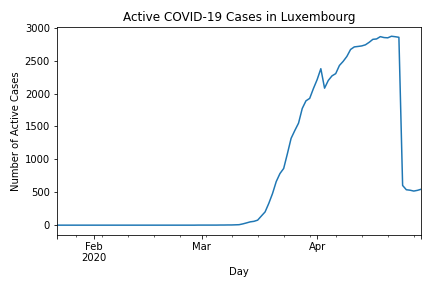 Active COVID-19 Cases in Luxembourg
Number of Active Cases
3000
2500
2000
1500
1000
500
0
Feb
2020
Mar
Apr
Day